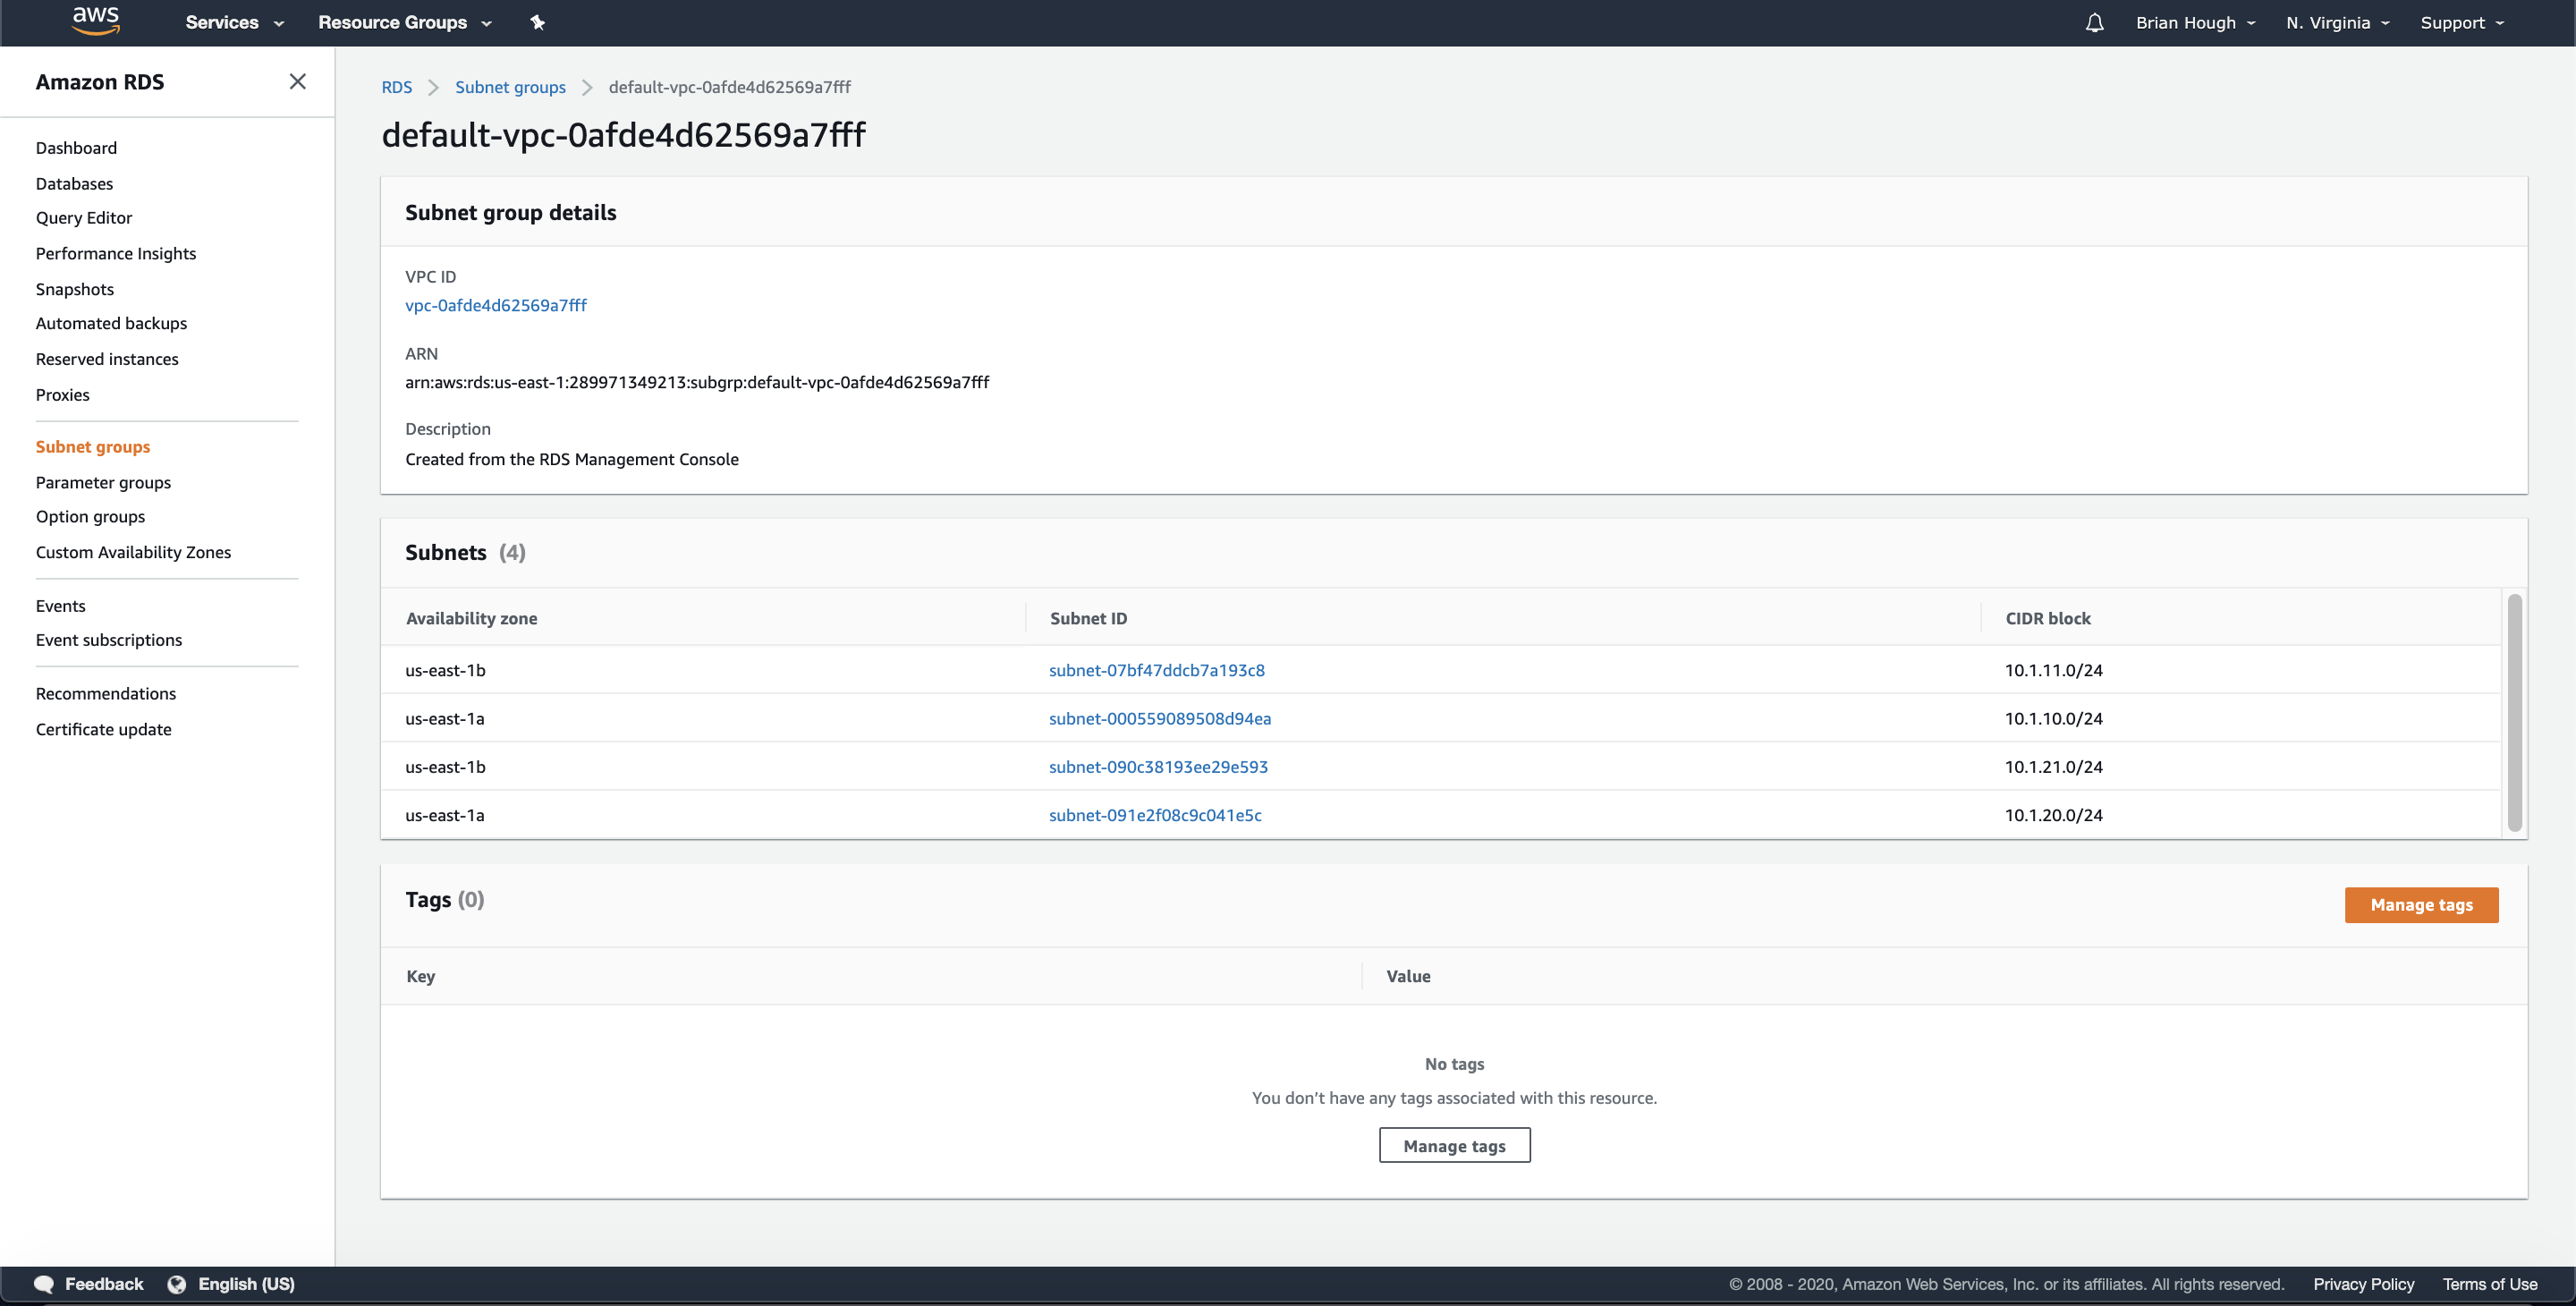 aws Services Resource Groups Brian Hough N. Virginia Support
Amazon RDS
Dashboard
Databases
Query Editor
Performance Insights
Snapshots
Automated backups
Reserved instances
Proxies
Subnet groups
Parameter groups
Option groups
Custom Availability Zones
Events
Event subscriptions
Recommendations
Certificate update
RDS Subnet groups default-vpc-0afde4d62569a7fff
default-vpc-0afde4d62569a7fff
Subnet group details
VPC ID
vpc-0afde4d62569a7fff
ARN
arn:aws:rds:us-east-1:289971349213:subgrp:default-vpc-0afde4d62569a7fff
Description
Created from the RDS Management Console
Subnets (4)
Availability zone Subnet ID CIDR block
us-east-1b subnet-07bf47ddcb7a193c8 10.1.11.0/24
us-east-1a subnet-000559089508d94ea 10.1.10.0/24
us-east-1b subnet-090c38193ee29e593 10.1.21.0/24
us-east-1a subnet-091e2f08c9c041e5c 10.1.20.0/24
Tags (0) Manage tags
Key Value
No tags
You don’t have any tags associated with this resource.
Manage tags
Feedback English (US) © 2008 - 2020, Amazon Web Services, Inc. or its affiliates. All rights reserved. Privacy Policy Terms of Use